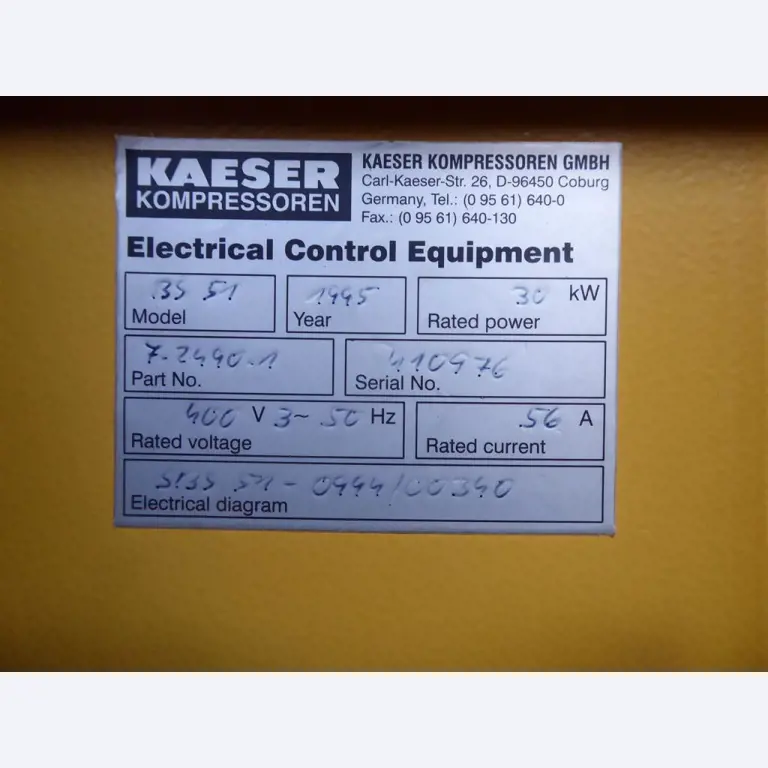 KAESER
KOMPRESSOREN
KAESER KOMPRESSOREN GMBH
Carl-Kaeser-Str. 26, D-96450 Coburg
Germany, Tel.: (0 95 61) 640-0
Fax.: (0 95 61) 640-130
Electrical Control Equipment
BS 51
Model
1995
Year
30 kW
Rated power
7.2490.1
Part No.
410976
Serial No.
400 V 3~ 50 Hz
Rated voltage
56 A
Rated current
Electrical diagram